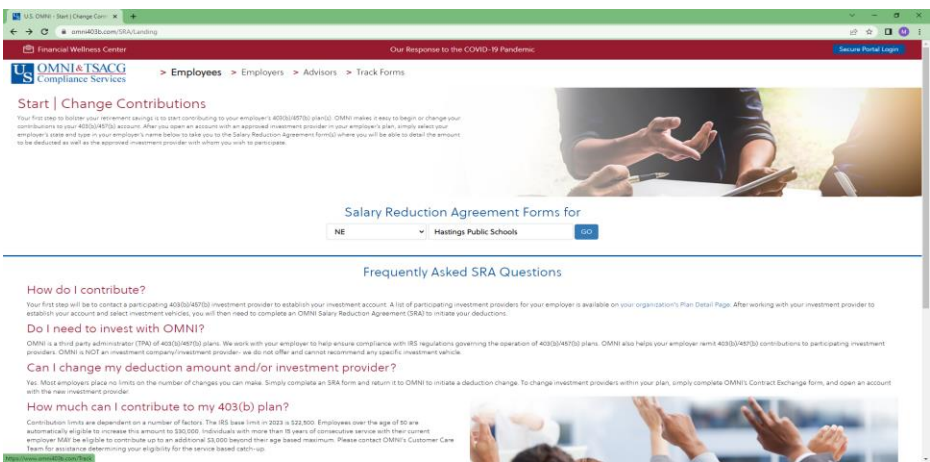 U.S. OMNI - Start | Change Contr
omni403b.com/SRA/Landing
Financial Wellness Center
Our Response to the COVID-19 Pandemic
Secure Portal Login
US OMNI & TSACG
Compliance Services
> Employees > Employers > Advisors > Track Forms
Start | Change Contributions
Your first step to bolster your retirement savings is to start contributing to your employer's 403(b)/457(b) plan(s). OMNI makes it easy to begin or change your
contributions to your 403(b)/457(b) account. After you open an account with an approved investment provider in your employer's plan, simply select your
employer's state and type in your employer's name below to take you to the Salary Reduction Agreement form(s) where you will be able to detail the amount
to be deducted as well as the approved investment provider with whom you wish to participate.
Salary Reduction Agreement Forms for
NE Hastings Public Schools GO
Frequently Asked SRA Questions
How do I contribute?
Your first step will be to contact a participating 403(b)/457(b) investment provider to establish your investment account. A list of participating investment providers for your employer is available on your organization's Plan Detail Page. After working with your investment provider to
establish your account and select investment vehicles, you will then need to complete an OMNI Salary Reduction Agreement (SRA) to initiate your deductions.
Do I need to invest with OMNI?
OMNI is a third party administrator (TPA) of 403(b)/457(b) plans. We work with your employer to help ensure compliance with IRS regulations governing the operation of 403(b)/457(b) plans. OMNI also helps your employer remit 403(b)/457(b) contributions to participating investment
providers. OMNI is NOT an investment company/investment provider- we do not offer and cannot recommend any specific investment vehicle.
Can I change my deduction amount and/or investment provider?
Yes. Most employers place no limits on the number of changes you can make. Simply complete an SRA form and return it to OMNI to initiate a deduction change. To change investment providers within your plan, simply complete OMNI's Contract Exchange form, and open an account
with the new investment provider.
How much can I contribute to my 403(b) plan?
Contribution limits are dependent on a number of factors. The IRS base limit in 2023 is $22,500. Employees over the age of 50 are
automatically eligible to increase this amount to $30,000. Individuals with more than 15 years of consecutive service with their current
employer MAY be eligible to contribute up to an additional $3,000 beyond their age based maximum. Please contact OMNI's Customer Care
Team for assistance determining your eligibility for the service based catch-up.
https://www.omni403b.com/Track